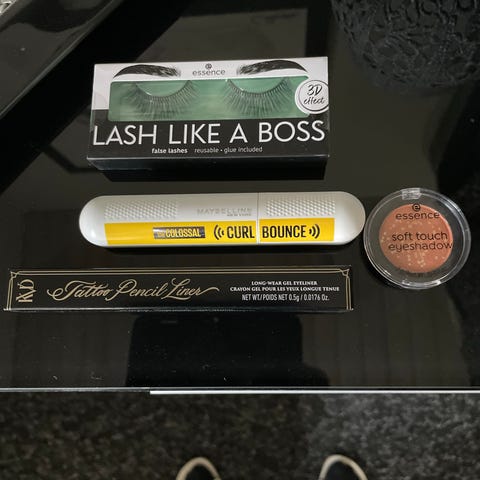 essence
3D
effect
LASH LIKE A BOSS
false lashes reusable • glue included
MAYBELLINE
NEW YORK
THE COLOSSAL ((• CURL BOUNCE •))
essence
soft touch
eyeshadow
KVD Tattoo Pencil Liner
LONG-WEAR GEL EYELINER
CRAYON GEL POUR LES YEUX LONGUE TENUE
NET WT/POIDS NET 0.5g / 0.0176 Oz.